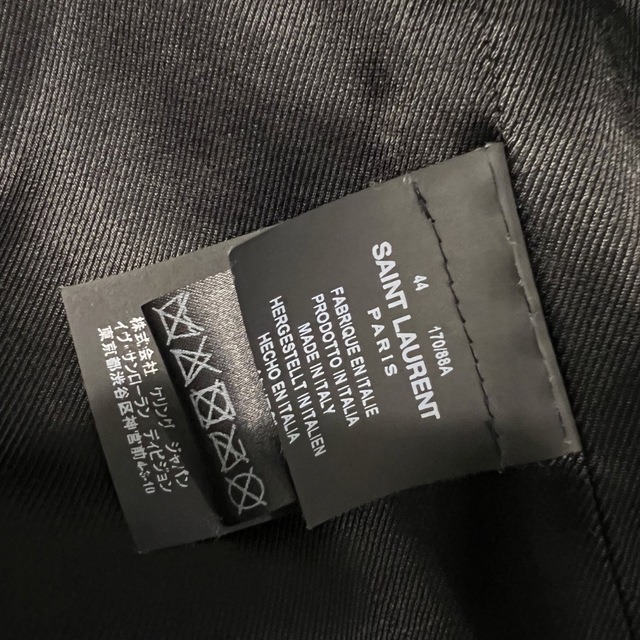 44 170/88A
SAINT LAURENT
PARIS
FABRIQUE EN ITALIE
PRODOTTO IN ITALIA
MADE IN ITALY
HERGESTELLT IN ITALIEN
HECHO EN ITALIA
株式会社 ケリング ジャパン
イヴ・サンローラン ディビジョン
東京都渋谷区神宮前